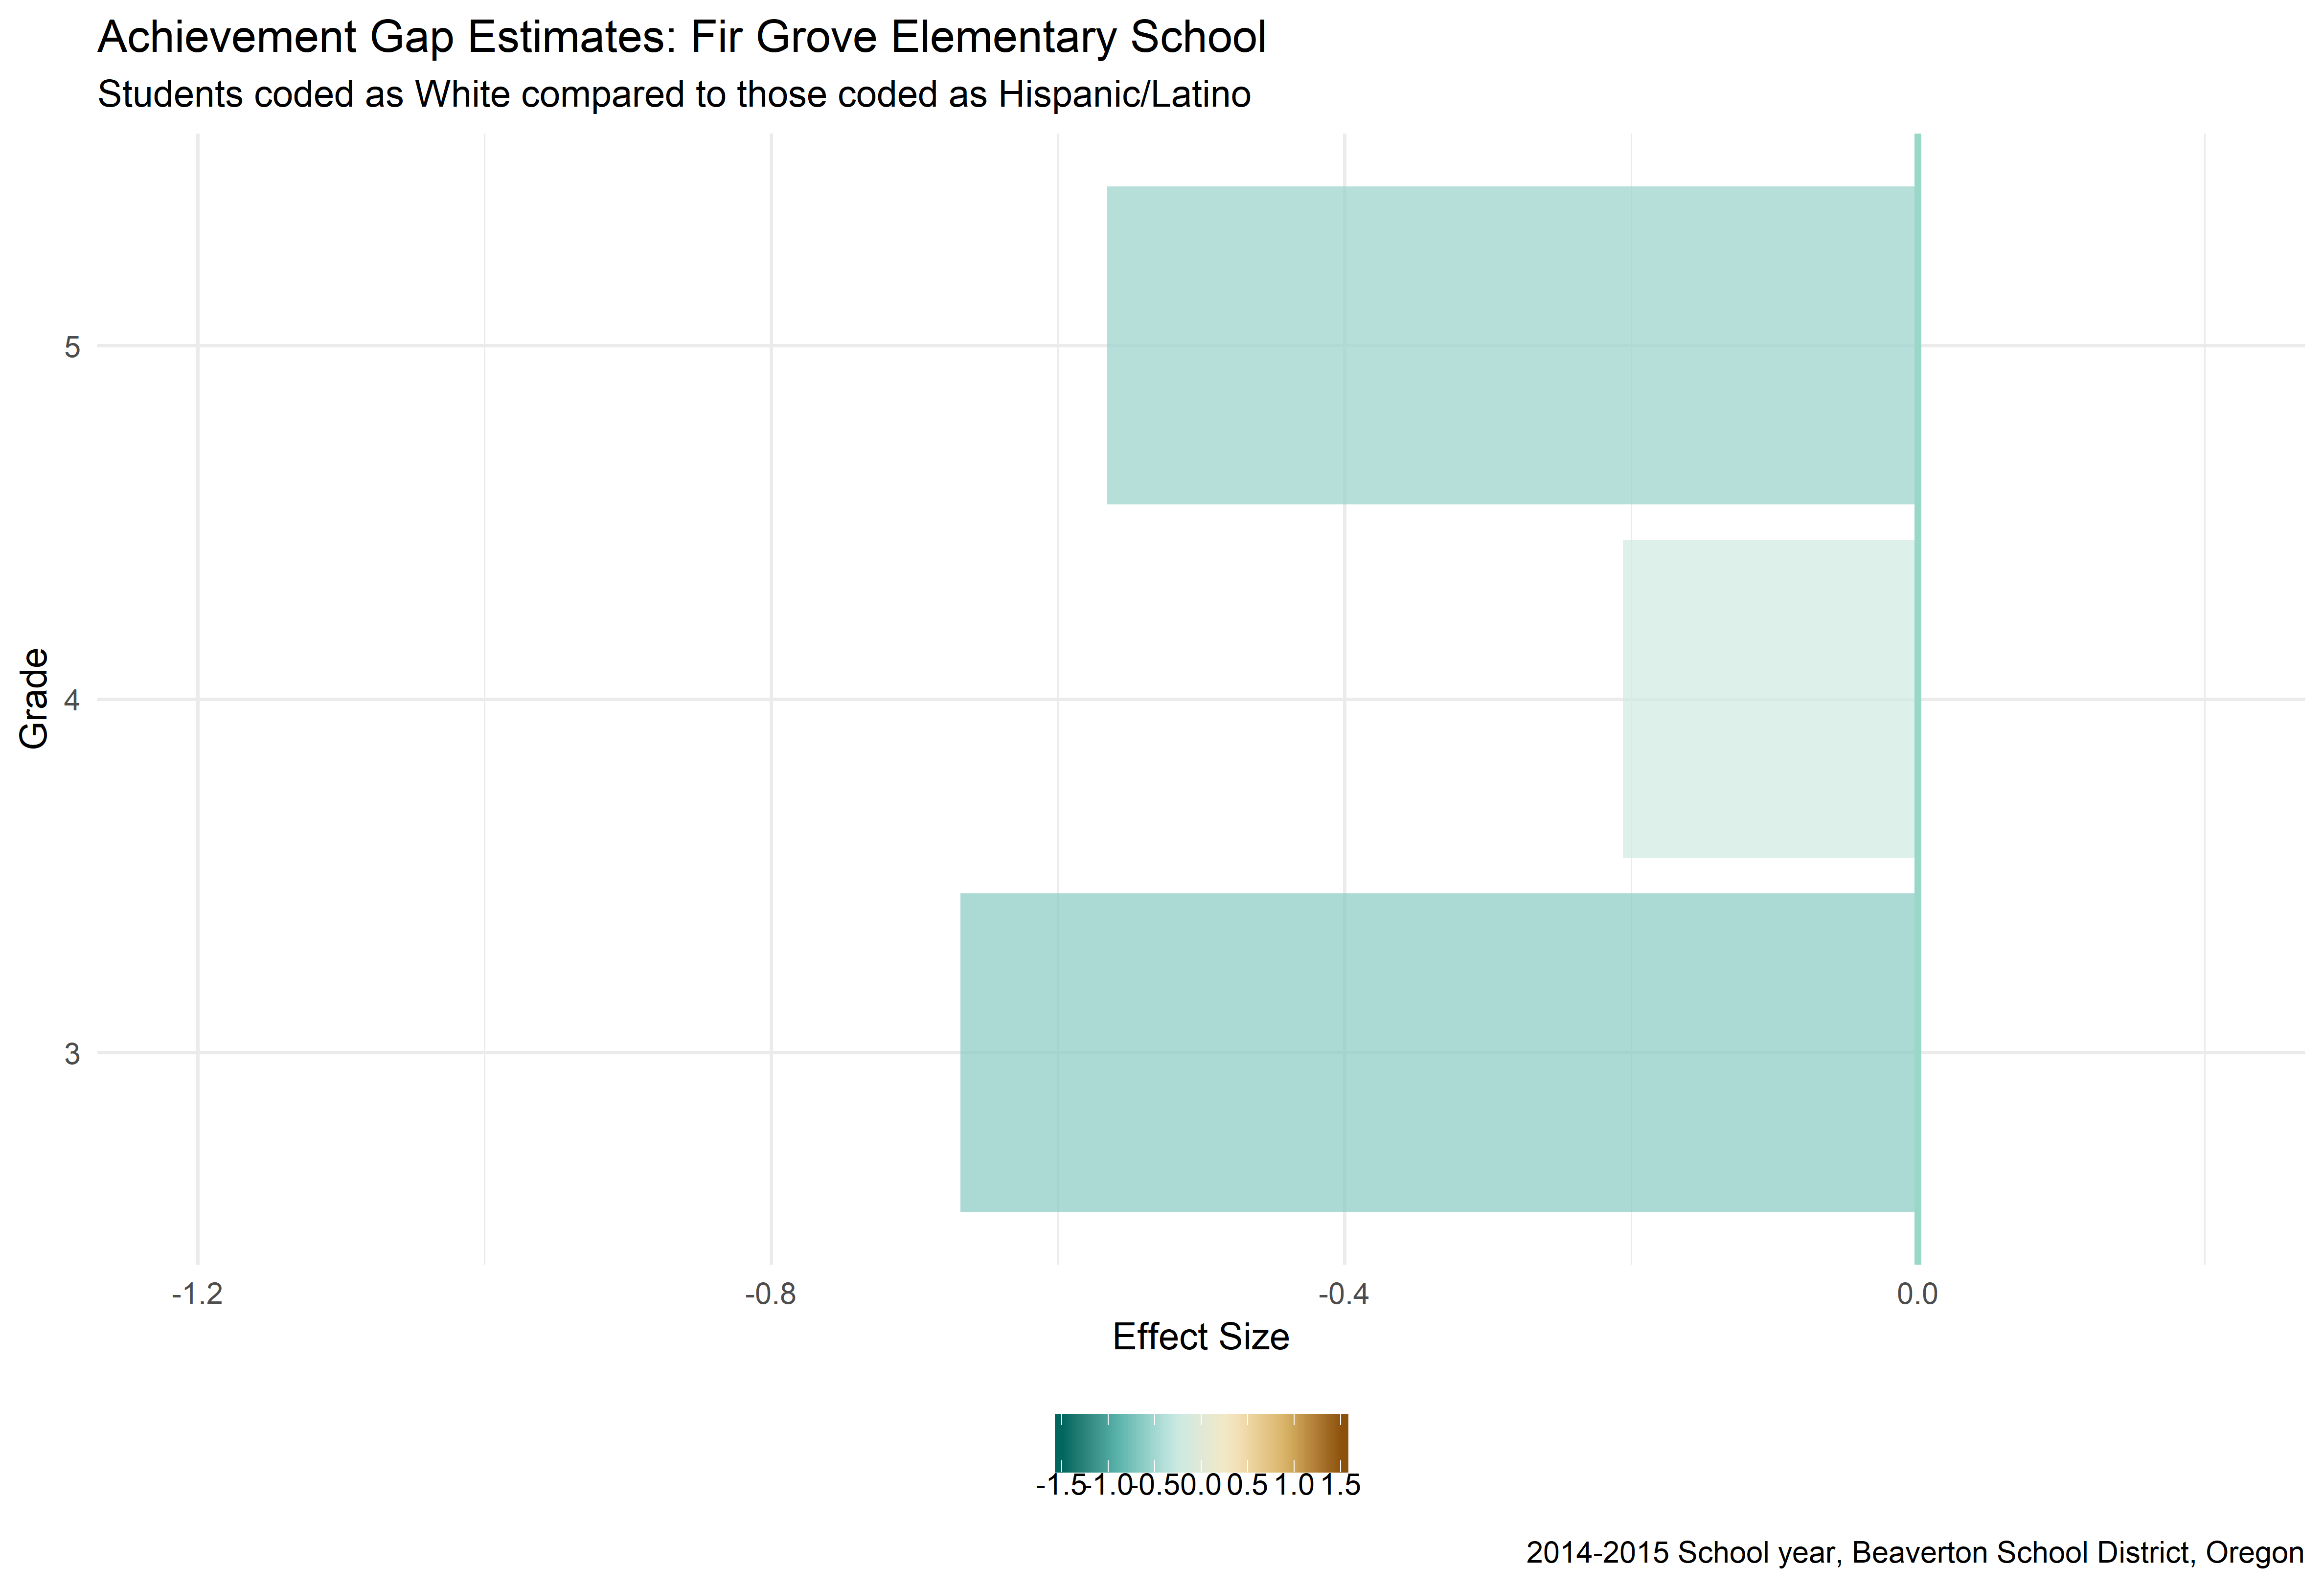 Achievement Gap Estimates: Fir Grove Elementary School
Students coded as White compared to those coded as Hispanic/Latino
Grade
5
4
3
-1.2 -0.8 -0.4 0.0
Effect Size
-1.5 -1.0 -0.5 0.0 0.5 1.0 1.5
2014-2015 School year, Beaverton School District, Oregon